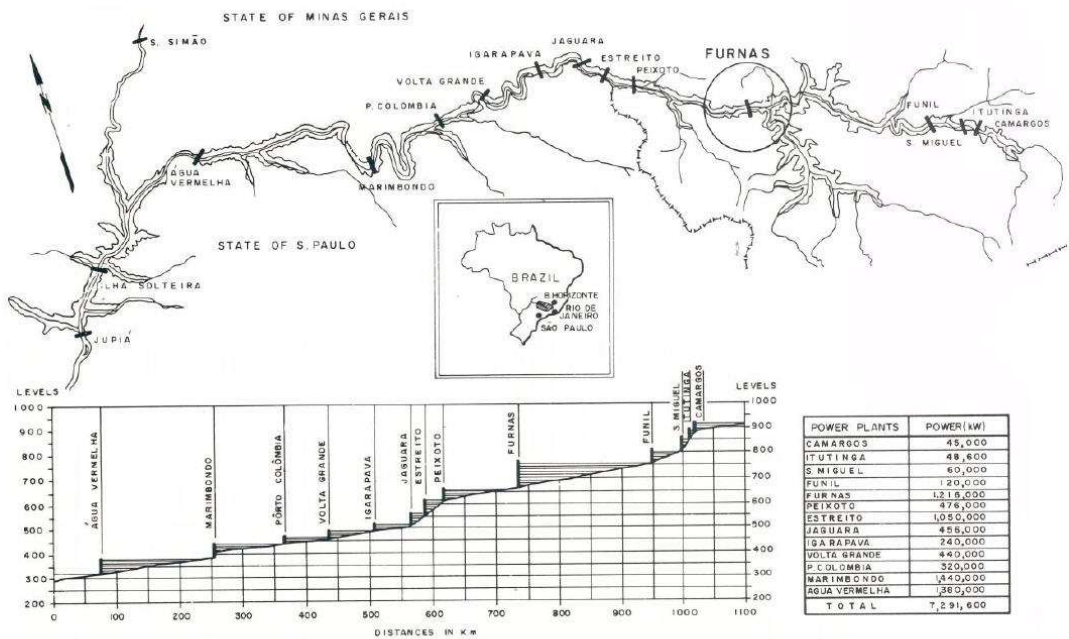 STATE OF MINAS GERAIS
S. SIMÃO
JAGUARA
IGARAPAVA
ESTREITO
FURNAS
PEIXOTO
VOLTA GRANDE
P. COLOMBIA
FUNIL
ITUTINGA
CAMARGOS
S. MIGUEL
ÁGUA
VERMELHA
MARIMBONDO
STATE OF S. PAULO
ILHA SOLTEIRA
JUPIÁ
BRAZIL
B.HORIZONTE
RIO DE
JANEIRO
SÃO PAULO
LEVELS
1000
900
800
700
600
500
400
300
200
ÁGUA VERMELHA
MARIMBONDO
PÔRTO COLÔMBIA
VOLTA GRANDE
IGARAPAVA
JAGUARA
ESTREITO
PEIXOTO
FURNAS
FUNIL
S. MIGUEL
ITUTINGA
CAMARGOS
LEVELS
1000
900
800
700
600
500
400
300
200
0 100 200 300 400 500 600 700 800 900 1000 1100
DISTANCES IN Km
POWER PLANTS POWER (kW)
CAMARGOS 45,000
ITUTINGA 48,600
S. MIGUEL 60,000
FUNIL 120,000
FURNAS 1,216,000
PEIXOTO 476,000
ESTREITO 1,050,000
JAGUARA 456,000
IGARAPAVA 240,000
VOLTA GRANDE 440,000
P. COLOMBIA 320,000
MARIMBONDO 1,440,000
AGUA VERMELHA 1,380,000
TOTAL 7,291,600